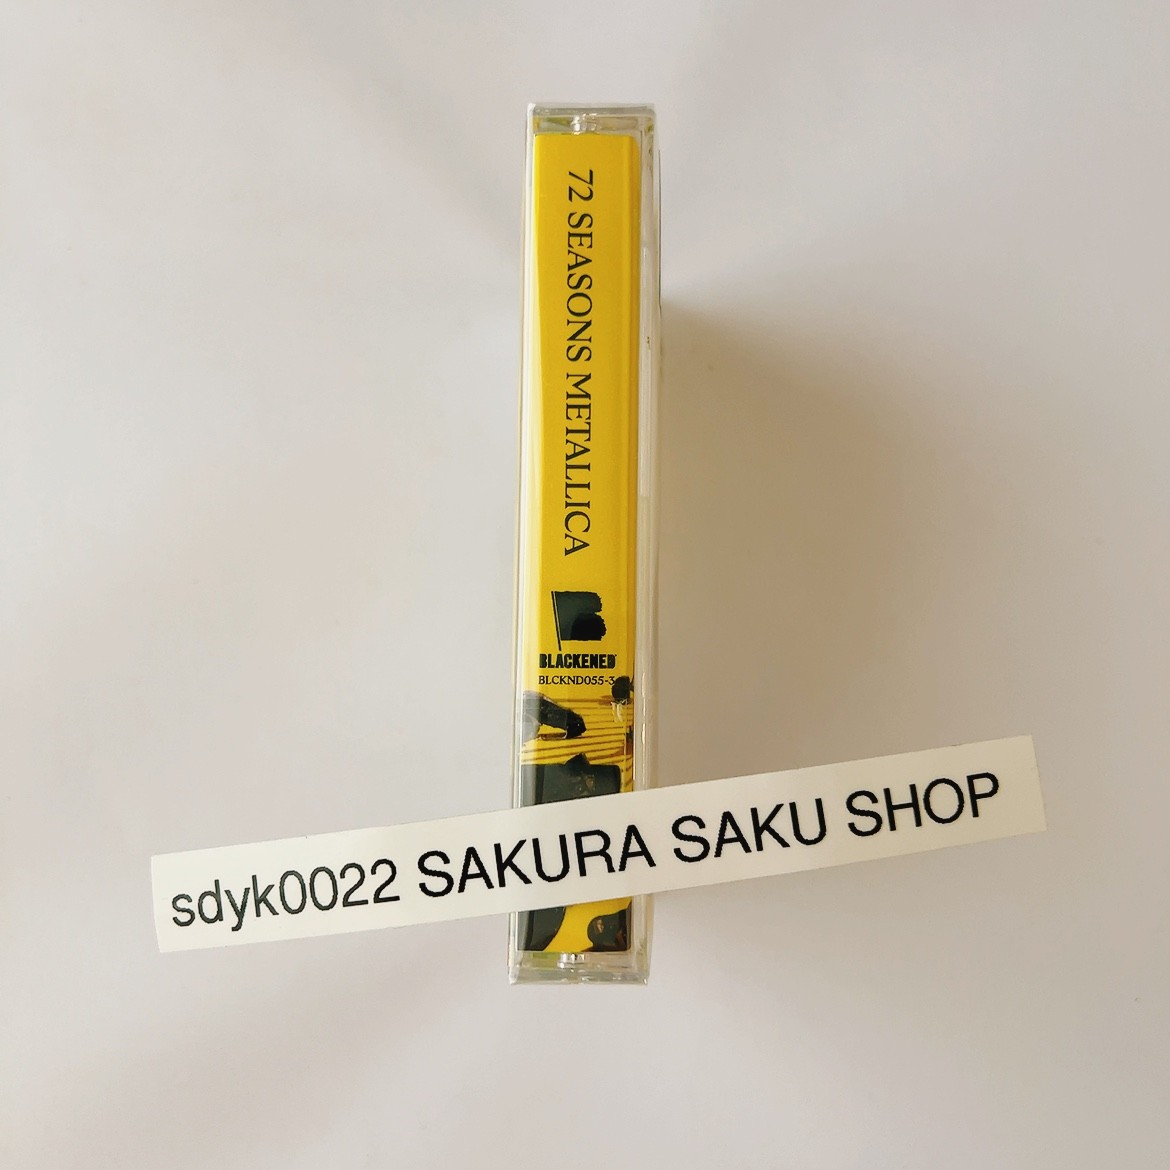 72 SEASONS METALLICA
BLACKENED
BLCKND055-3
sdyk0022 SAKURA SAKU SHOP